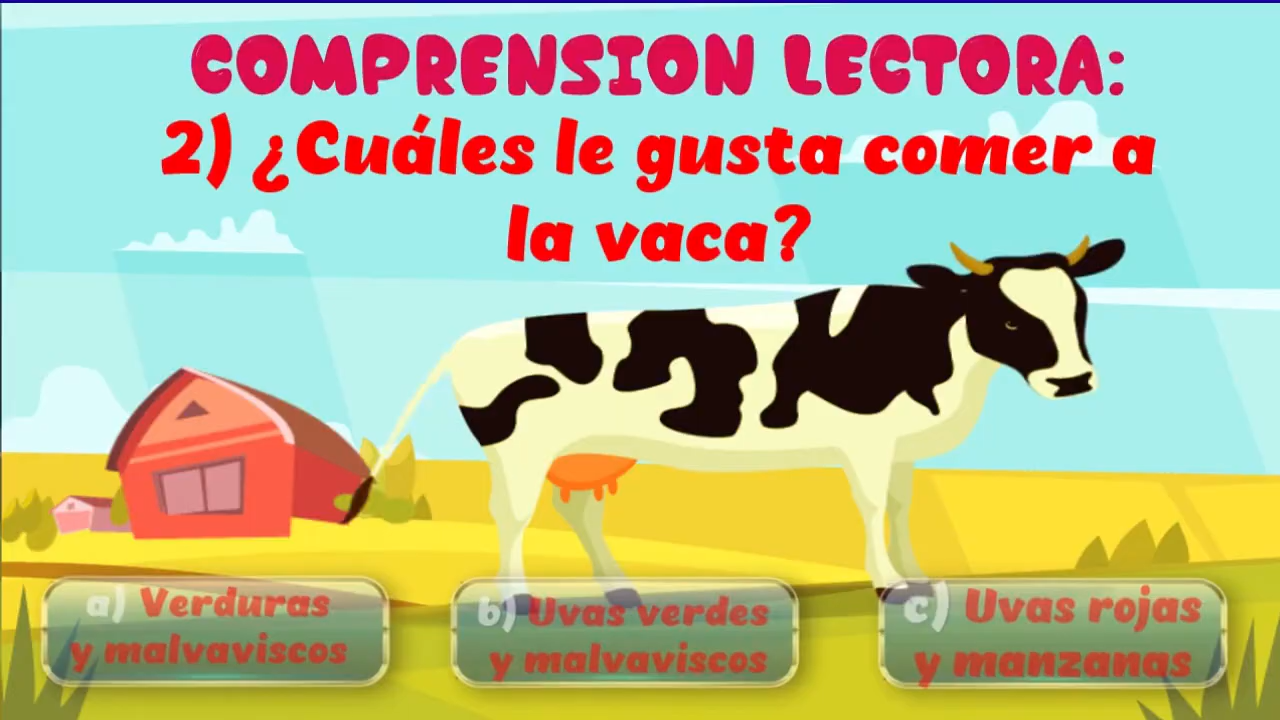 COMPRENSION LECTORA:
2) ¿Cuáles le gusta comer a
la vaca?
a) Verduras
y malvaviscos
b) Uvas verdes
y malvaviscos
c) Uvas rojas
y manzanas